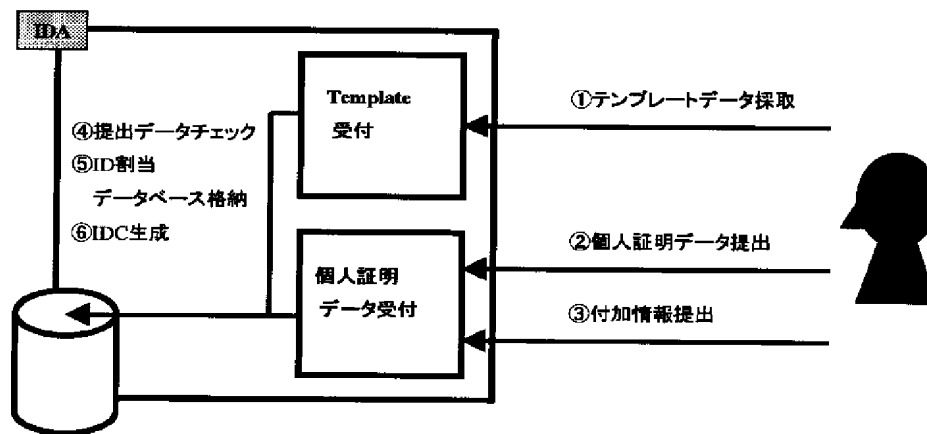 IDA
Template
受付
①テンプレートデータ採取
④提出データチェック
⑤ID割当
データベース格納
⑥IDC生成
②個人証明データ提出
個人証明
データ受付
③付加情報提出